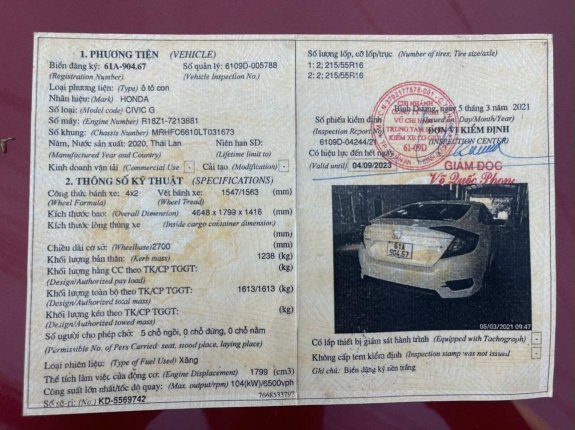 1. PHƯƠNG TIỆN (VEHICLE)
Biển đăng ký: 61A-904.67 Số quản lý: 6109D-005788
(Registration Number) (Vehicle Inspection No.)
Loại phương tiện: (Type) ô tô con
Nhãn hiệu: (Mark) HONDA
Số loại: (Model code) CIVIC G
Số máy: (Engine Number) R18Z1-7213881
Số khung: (Chassis Number) MRHFC6610LT031673
Năm, Nước sản xuất: 2020, Thái Lan Niên hạn SD:
(Manufactured Year and Country) (Lifetime limit to)
Kinh doanh vận tải (Commercial Use) - Cải tạo (Modification) -
2. THÔNG SỐ KỸ THUẬT (SPECIFICATIONS)
Công thức bánh xe: 4x2 Vết bánh xe: 1547/1563 (mm)
(Wheel Formula) (Wheel Tread)
Kích thước bao: (Overall Dimension) 4648 x 1799 x 1416 (mm)
Kích thước lòng thùng xe (Inside cargo container dimension)
(mm)
Chiều dài cơ sở: (Wheelbase) 2700 (mm)
Khối lượng bản thân: (Kerb mass) 1238 (kg)
Khối lượng hàng CC theo TK/CP TGGT: (kg)
(Design/Authorized pay load)
Khối lượng toàn bộ theo TK/CP TGGT: 1613/1613 (kg)
(Design/Authorized total mass)
Khối lượng kéo theo TK/CP TGGT: (kg)
(Design/Authorized towed mass)
Số người cho phép chở: 5 chỗ ngồi, 0 chỗ đứng, 0 chỗ nằm
(Permissible No. of Pers Carried: seat, stood place, laying place)
Loại nhiên liệu: (Type of Fuel Used) Xăng
Thể tích làm việc của động cơ: (Engine Displacement) 1799 (cm3)
Công suất lớn nhất/tốc độ quay: (Max. output/rpm) 104(kW)/6500vph
Số sê-ri: (No.) KD-5569742
Số lượng lốp, cỡ lốp/trục (Number of tires; Tire size/axle)
1: 2; 215/55R16
2: 2; 215/55R16
Bình Dương, ngày 5 tháng 3 năm 2021
(Issued on: Day/Month/Year)
Số phiếu kiểm định ĐƠN VỊ KIỂM ĐỊNH
(Inspection Report (INSPECTION CENTER)
6109D-04244/21
Có hiệu lực đến hết ngày
(Valid until) 04/09/2023
CHI NHÁNH
TRUNG TÂM
61-09D
GIÁM ĐỐC
Võ Quốc Phong
61A
904.67
05/03/2021 09:47
Có lắp thiết bị giám sát hành trình (Equipped with Tachograph) -
Không cấp tem kiểm định (Inspection stamp was not issued) -
Ghi chú: Biển đăng ký nền trắng